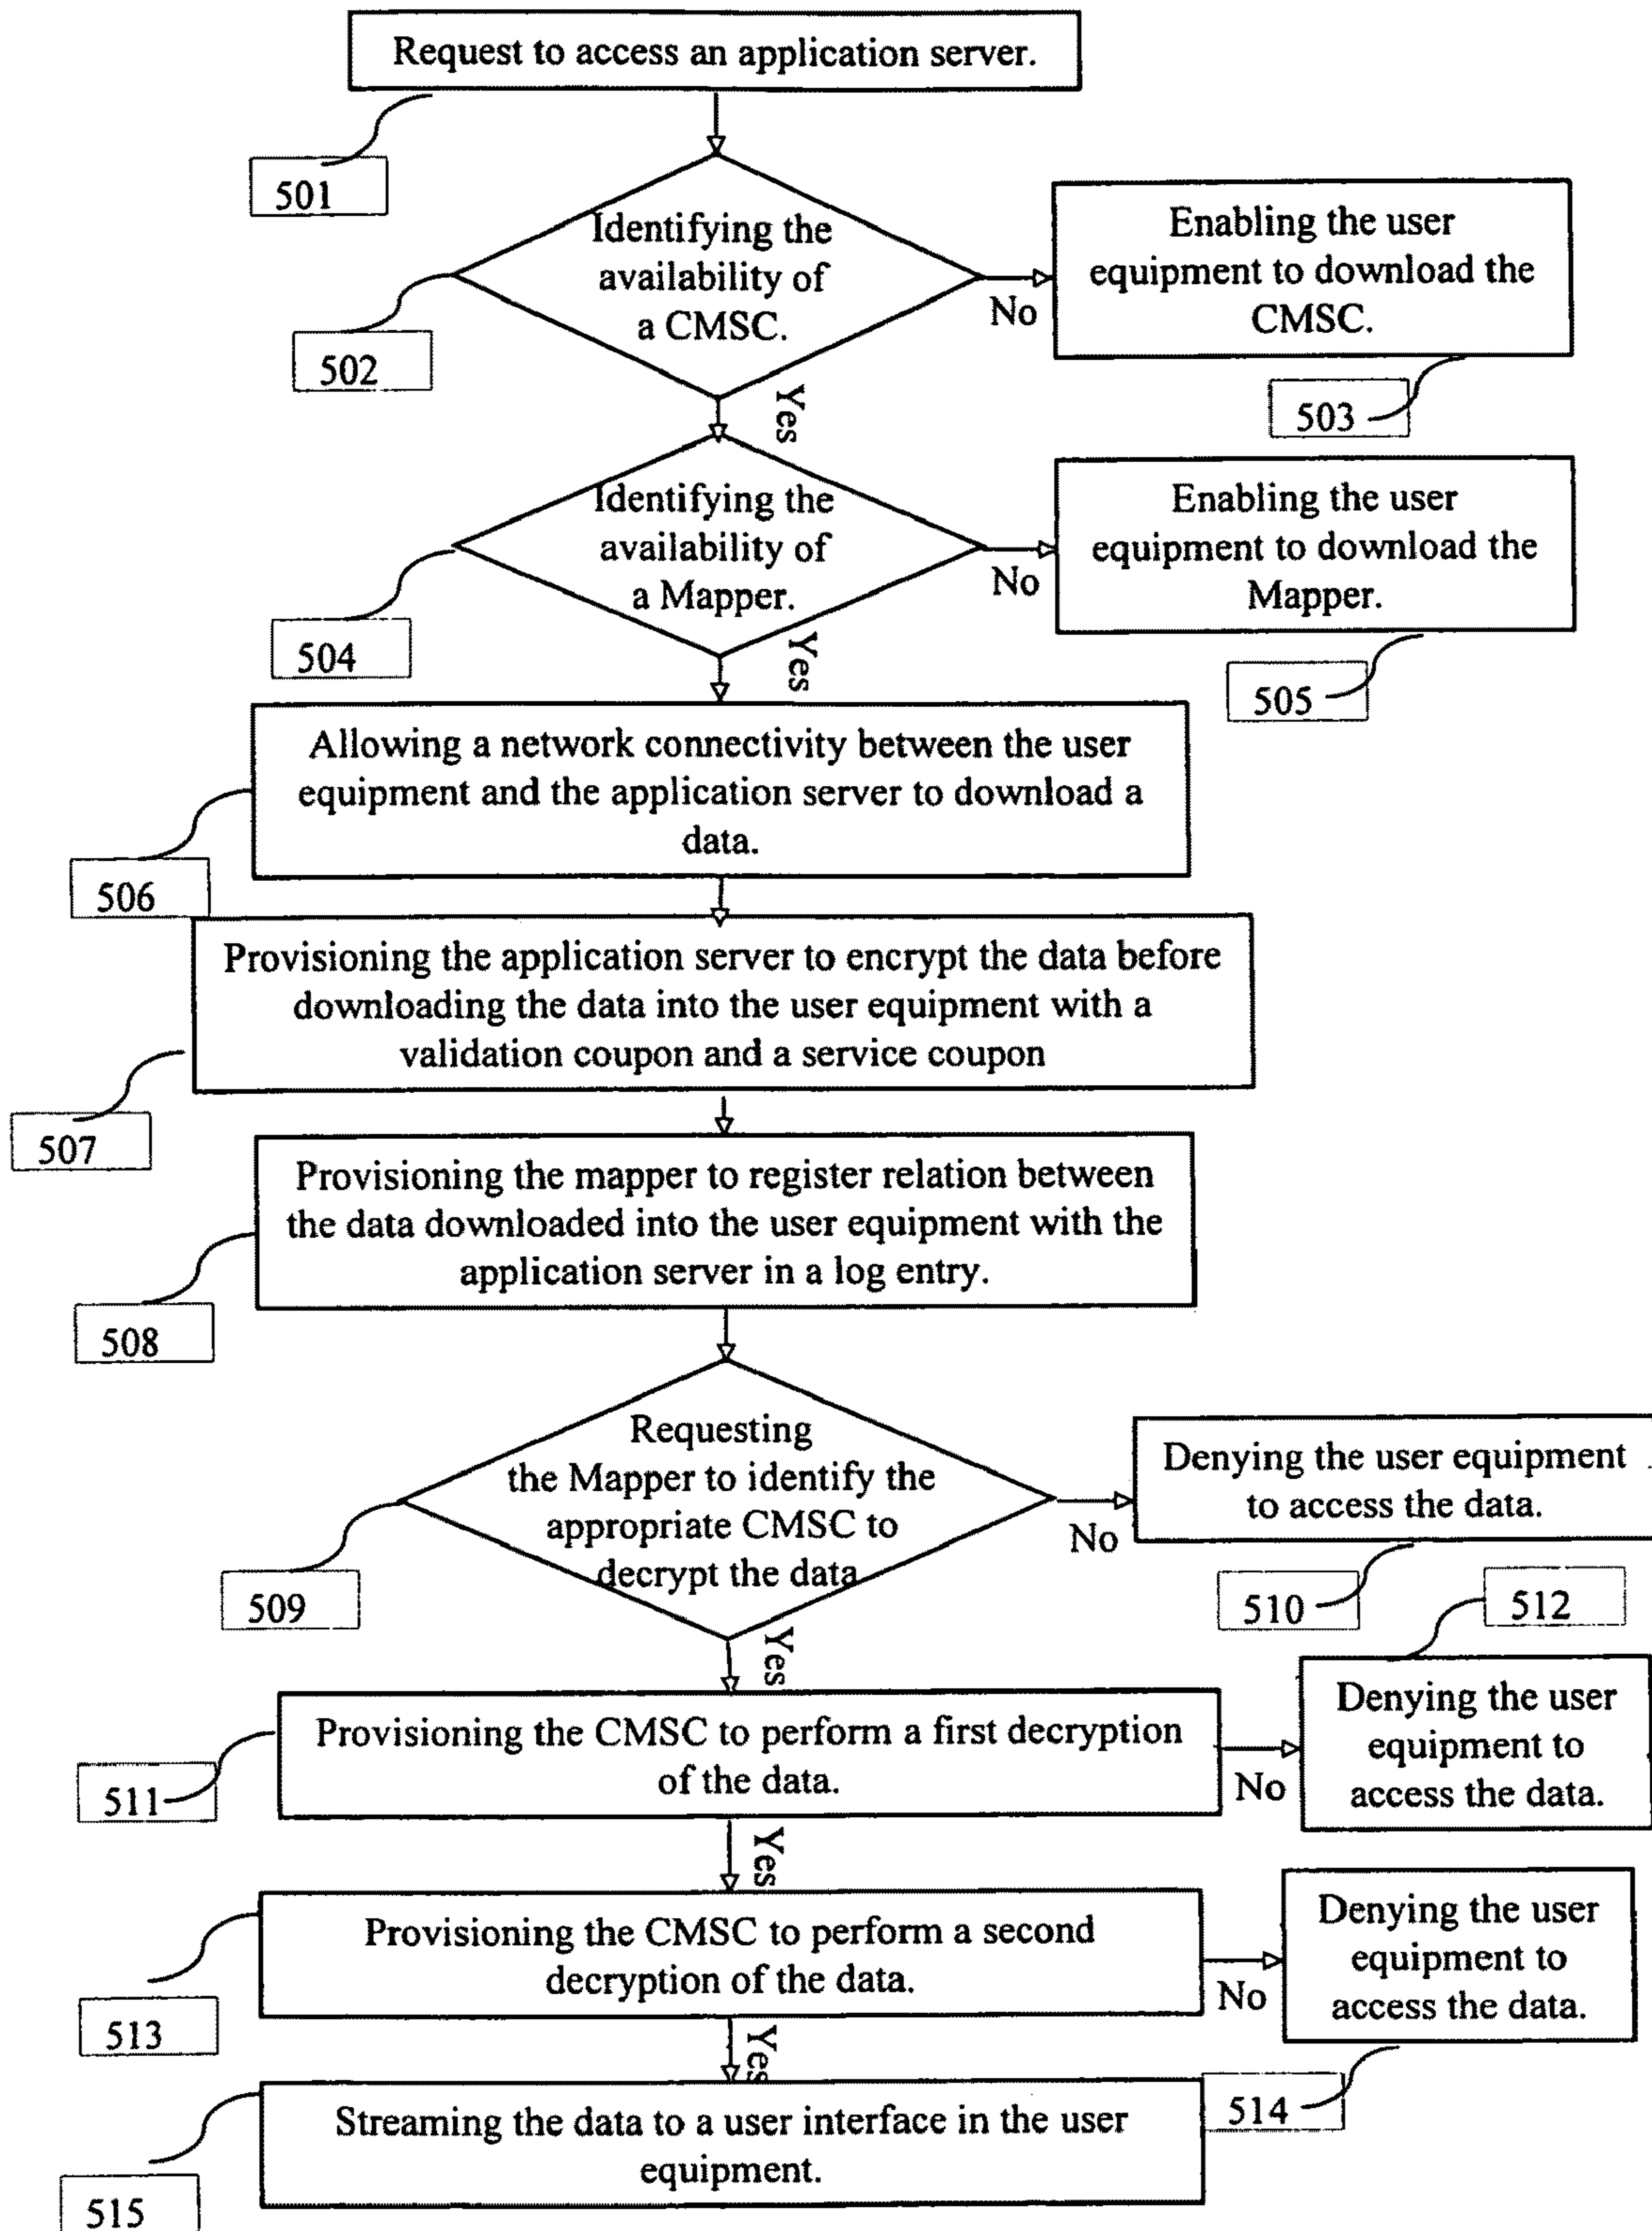 Request to access an application server.
501
Identifying the
availability of
a CMSC.
502
No
Enabling the user
equipment to download the
CMSC.
503
Yes
Identifying the
availability of
a Mapper.
504
No
Enabling the user
equipment to download the
Mapper.
505
Yes
Allowing a network connectivity between the user
equipment and the application server to download a
data.
506
Provisioning the application server to encrypt the data before
downloading the data into the user equipment with a
validation coupon and a service coupon
507
Provisioning the mapper to register relation between
the data downloaded into the user equipment with the
application server in a log entry.
508
Requesting
the Mapper to identify the
appropriate CMSC to
decrypt the data
509
No
Denying the user equipment
to access the data.
510
512
Yes
Provisioning the CMSC to perform a first decryption
of the data.
511
No
Denying the user
equipment to
access the data.
Yes
Provisioning the CMSC to perform a second
decryption of the data.
513
No
Denying the user
equipment to
access the data.
514
Yes
Streaming the data to a user interface in the user
equipment.
515